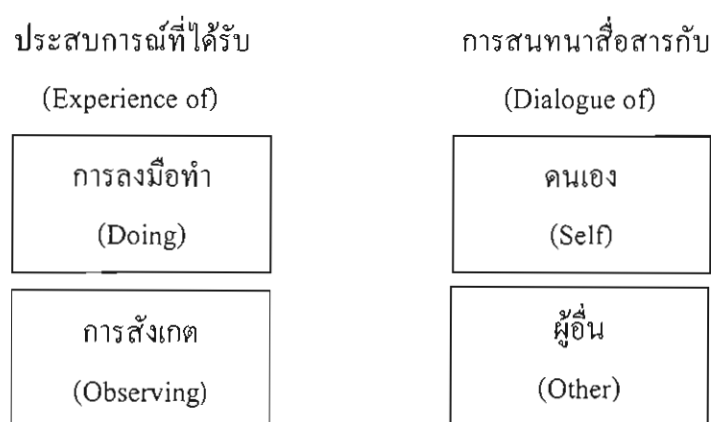 ประสบการณ์ที่ได้รับ
(Experience of)
การลงมือทำ
(Doing)
การสังเกต
(Observing)
การสนทนาสื่อสารกับ
(Dialogue of)
ตนเอง
(Self)
ผู้อื่น
(Other)